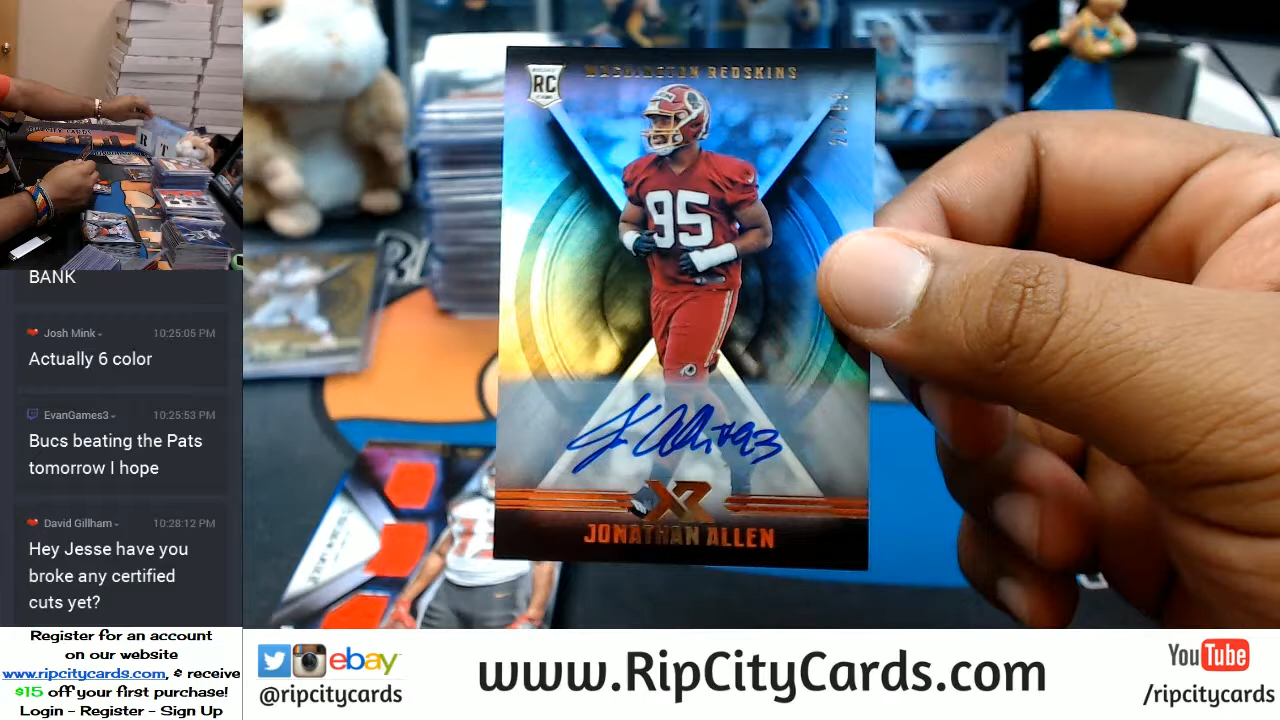 BANK
Josh Mink
10:25:05 PM
Actually 6 color
EvanGames3
10:25:53 PM
Bucs beating the Pats
tomorrow I hope
David Gillham
10:28:12 PM
Hey Jesse have you
broke any certified
cuts yet?
Register for an account
on our website
www.ripcitycards.com, & receive
$15 off your first purchase!
Login - Register - Sign Up
RC
WASHINGTON REDSKINS
95
XR
JONATHAN ALLEN
ebay
@ripcitycards
www.RipCityCards.com
YouTube
/ripcitycards